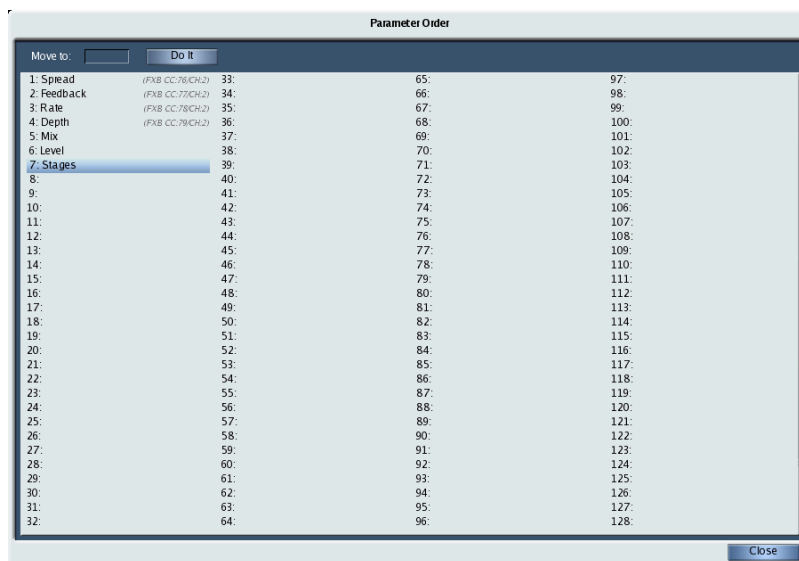 Parameter Order
Move to: Do It
1: Spread (FXB CC:76/CH:2) 33: 65: 97:
2: Feedback (FXB CC:77/CH:2) 34: 66: 98:
3: Rate (FXB CC:78/CH:2) 35: 67: 99:
4: Depth (FXB CC:79/CH:2) 36: 68: 100:
5: Mix 37: 69: 101:
6: Level 38: 70: 102:
7: Stages 39: 71: 103:
8: 40: 72: 104:
9: 41: 73: 105:
10: 42: 74: 106:
11: 43: 75: 107:
12: 44: 76: 108:
13: 45: 77: 109:
14: 46: 78: 110:
15: 47: 79: 111:
16: 48: 80: 112:
17: 49: 81: 113:
18: 50: 82: 114:
19: 51: 83: 115:
20: 52: 84: 116:
21: 53: 85: 117:
22: 54: 86: 118:
23: 55: 87: 119:
24: 56: 88: 120:
25: 57: 89: 121:
26: 58: 90: 122:
27: 59: 91: 123:
28: 60: 92: 124:
29: 61: 93: 125:
30: 62: 94: 126:
31: 63: 95: 127:
32: 64: 96: 128:
Close